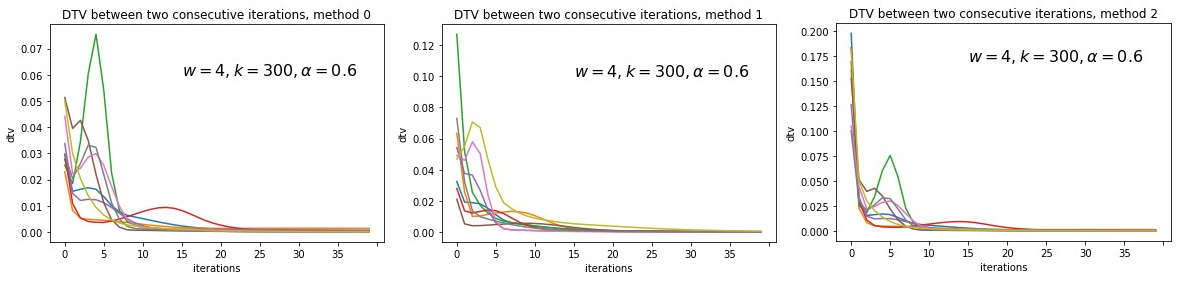 DTV between two consecutive iterations, method 0
w = 4, k = 300, α = 0.6
dtv
0.07
0.06
0.05
0.04
0.03
0.02
0.01
0.00
0 5 10 15 20 25 30 35
iterations
DTV between two consecutive iterations, method 1
w = 4, k = 300, α = 0.6
dtv
0.12
0.10
0.08
0.06
0.04
0.02
0.00
0 5 10 15 20 25 30 35
iterations
DTV between two consecutive iterations, method 2
w = 4, k = 300, α = 0.6
dtv
0.200
0.175
0.150
0.125
0.100
0.075
0.050
0.025
0.000
0 5 10 15 20 25 30 35
iterations